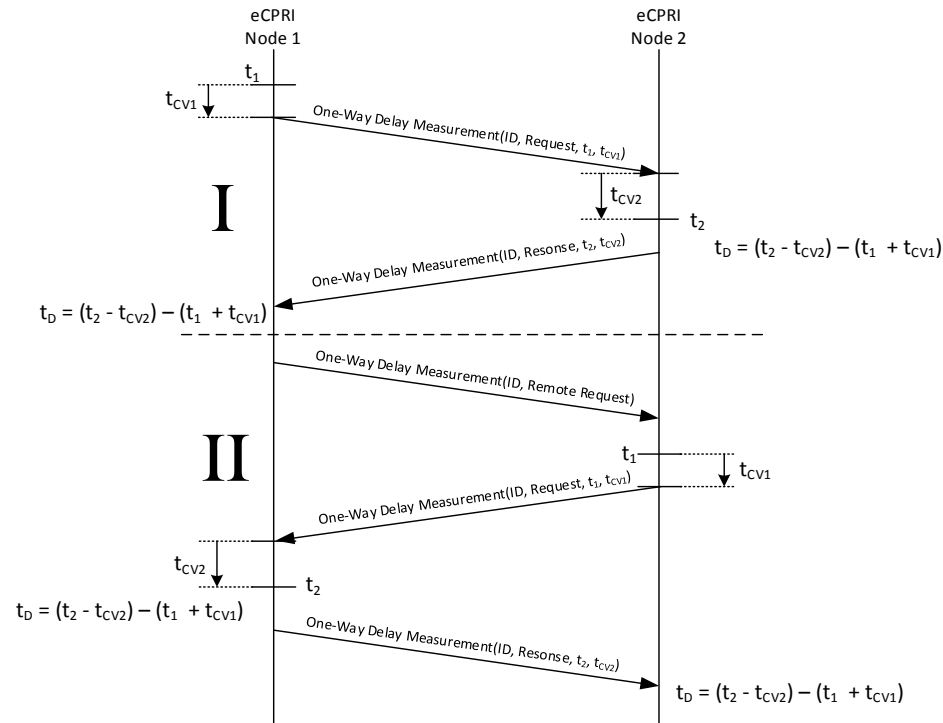 eCPRI
Node 1
eCPRI
Node 2
t₁
tCV1
One-Way Delay Measurement(ID, Request, t₁, tCV1)
I
tCV2
t₂
tD = (t₂ - tCV2) – (t₁ + tCV1)
One-Way Delay Measurement(ID, Resonse, t₂, tCV2)
tD = (t₂ - tCV2) – (t₁ + tCV1)
One-Way Delay Measurement(ID, Remote Request)
II
t₁
tCV1
One-Way Delay Measurement(ID, Request, t₁, tCV1)
tCV2
t₂
tD = (t₂ - tCV2) – (t₁ + tCV1)
One-Way Delay Measurement(ID, Resonse, t₂, tCV2)
tD = (t₂ - tCV2) – (t₁ + tCV1)